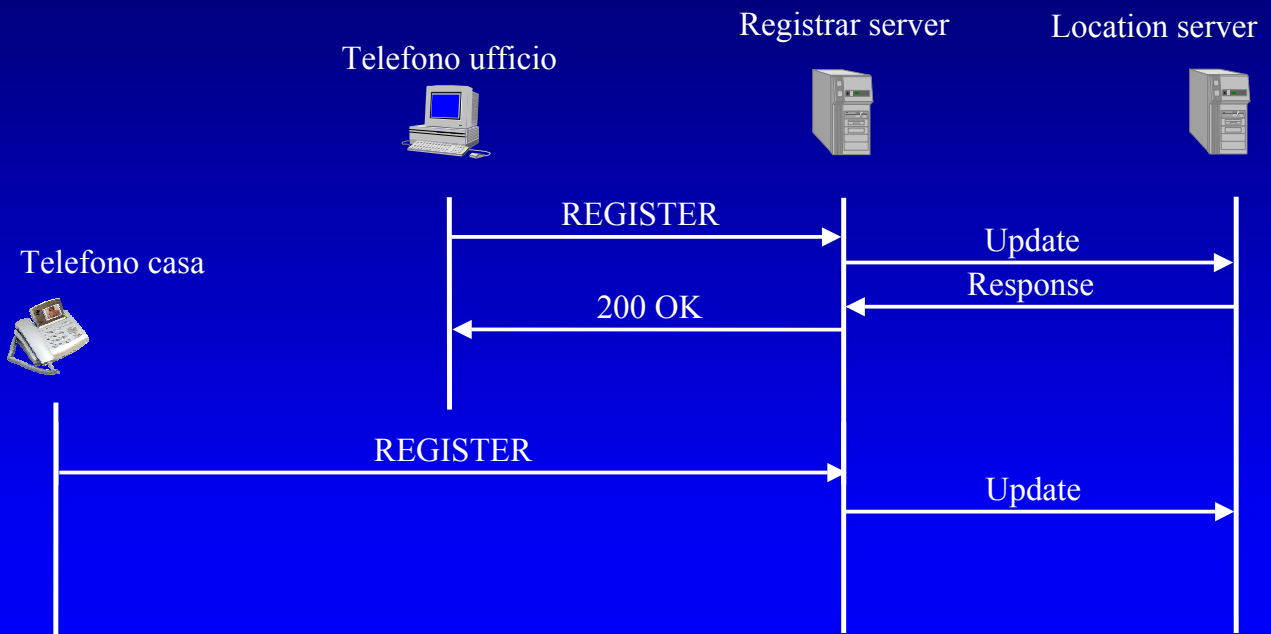 Registrar server
Location server
Telefono ufficio
REGISTER
Update
Telefono casa
Response
200 OK
REGISTER
Update